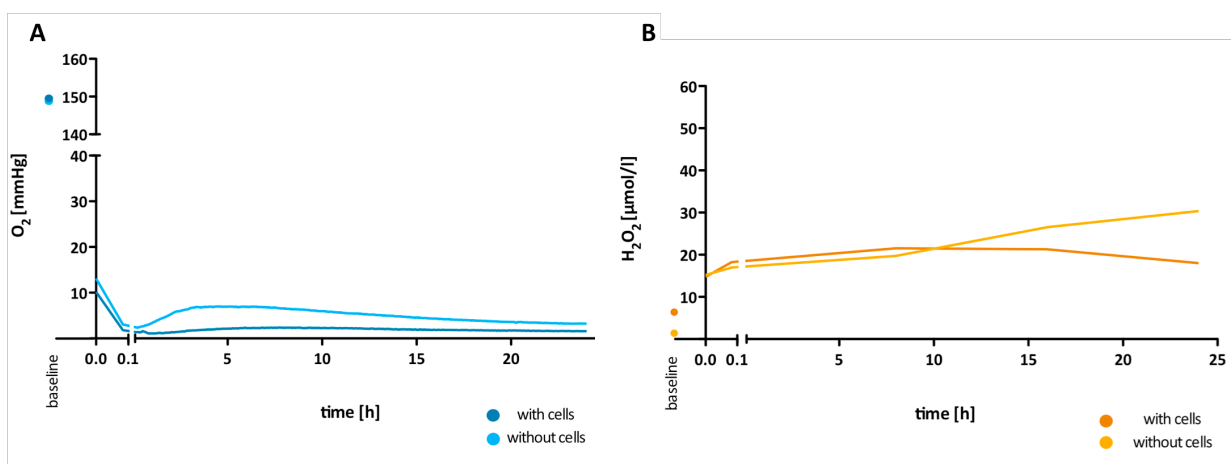 A
160
150
140
40
30
20
10
O2 [mmHg]
baseline
0.0 0.1 5 10 15 20
time [h]
with cells
without cells
B
60
50
40
30
20
10
H2O2 [µmol/l]
baseline
0.0 0.1 5 10 15 20 25
time [h]
with cells
without cells